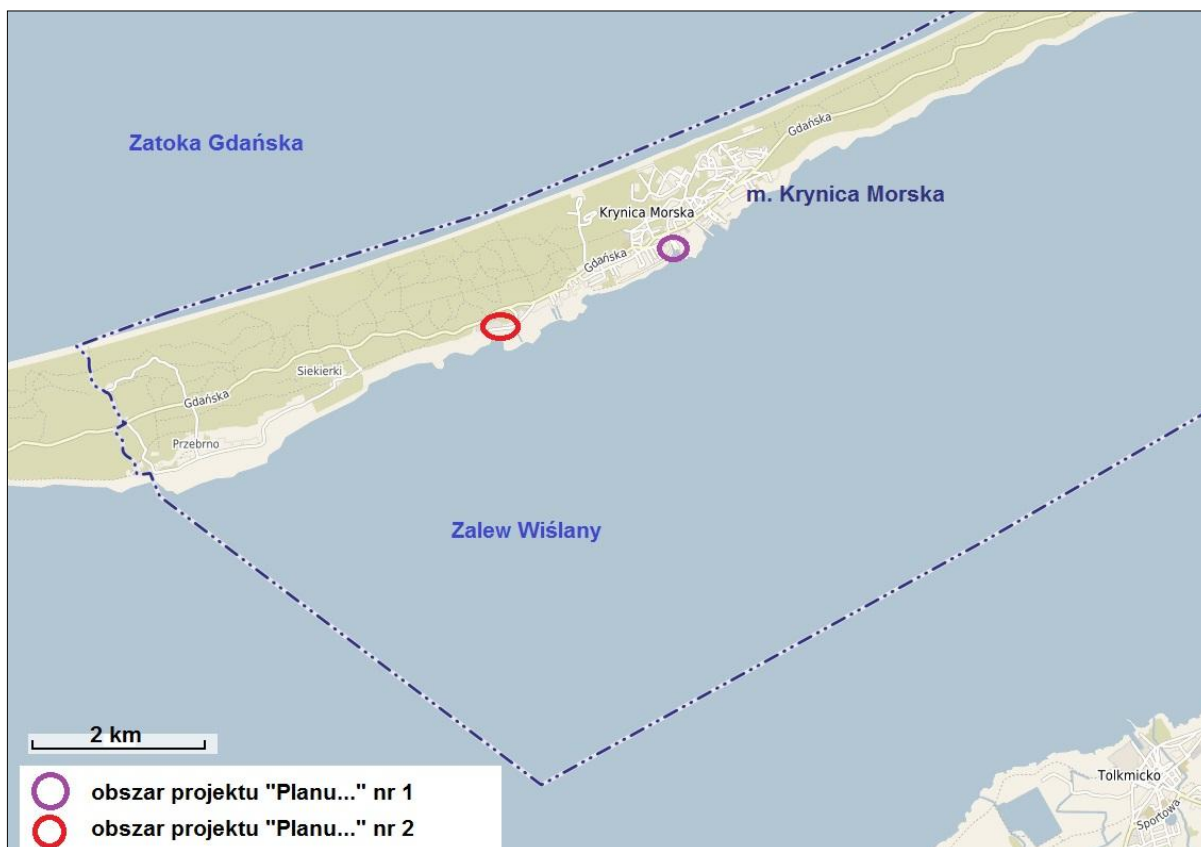 Zatoka Gdańska
Gdańska
m. Krynica Morska
Krynica Morska
Gdańska
Siekierki
Gdańska
Przebrno
Zalew Wiślany
2 km
Tolkmicko
Sportowa
obszar projektu "Planu..." nr 1
obszar projektu "Planu..." nr 2